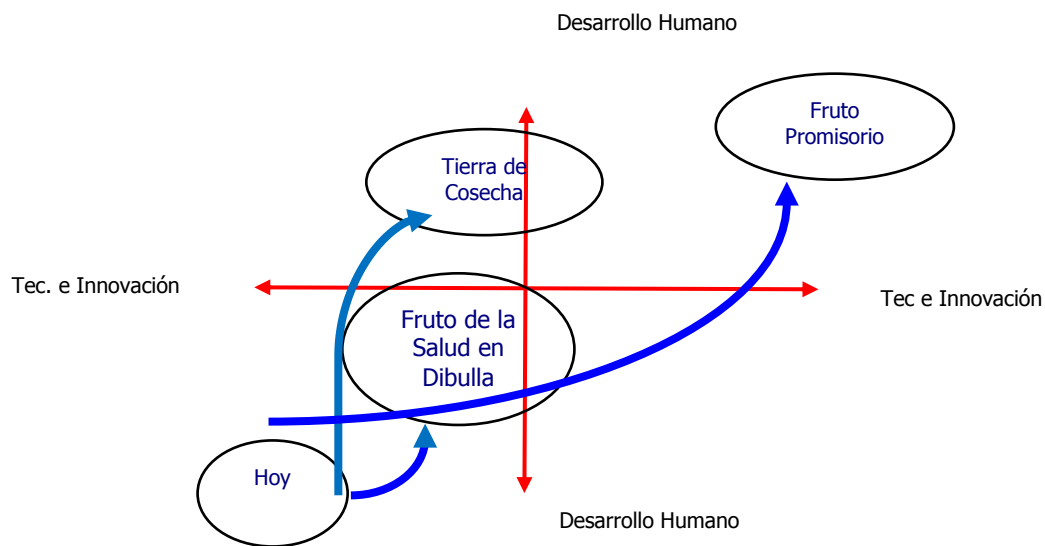 Desarrollo Humano
Fruto
Promisorio
Tierra de
Cosecha
Tec. e Innovación
Tec e Innovación
Fruto de la
Salud en
Dibulla
Hoy
Desarrollo Humano